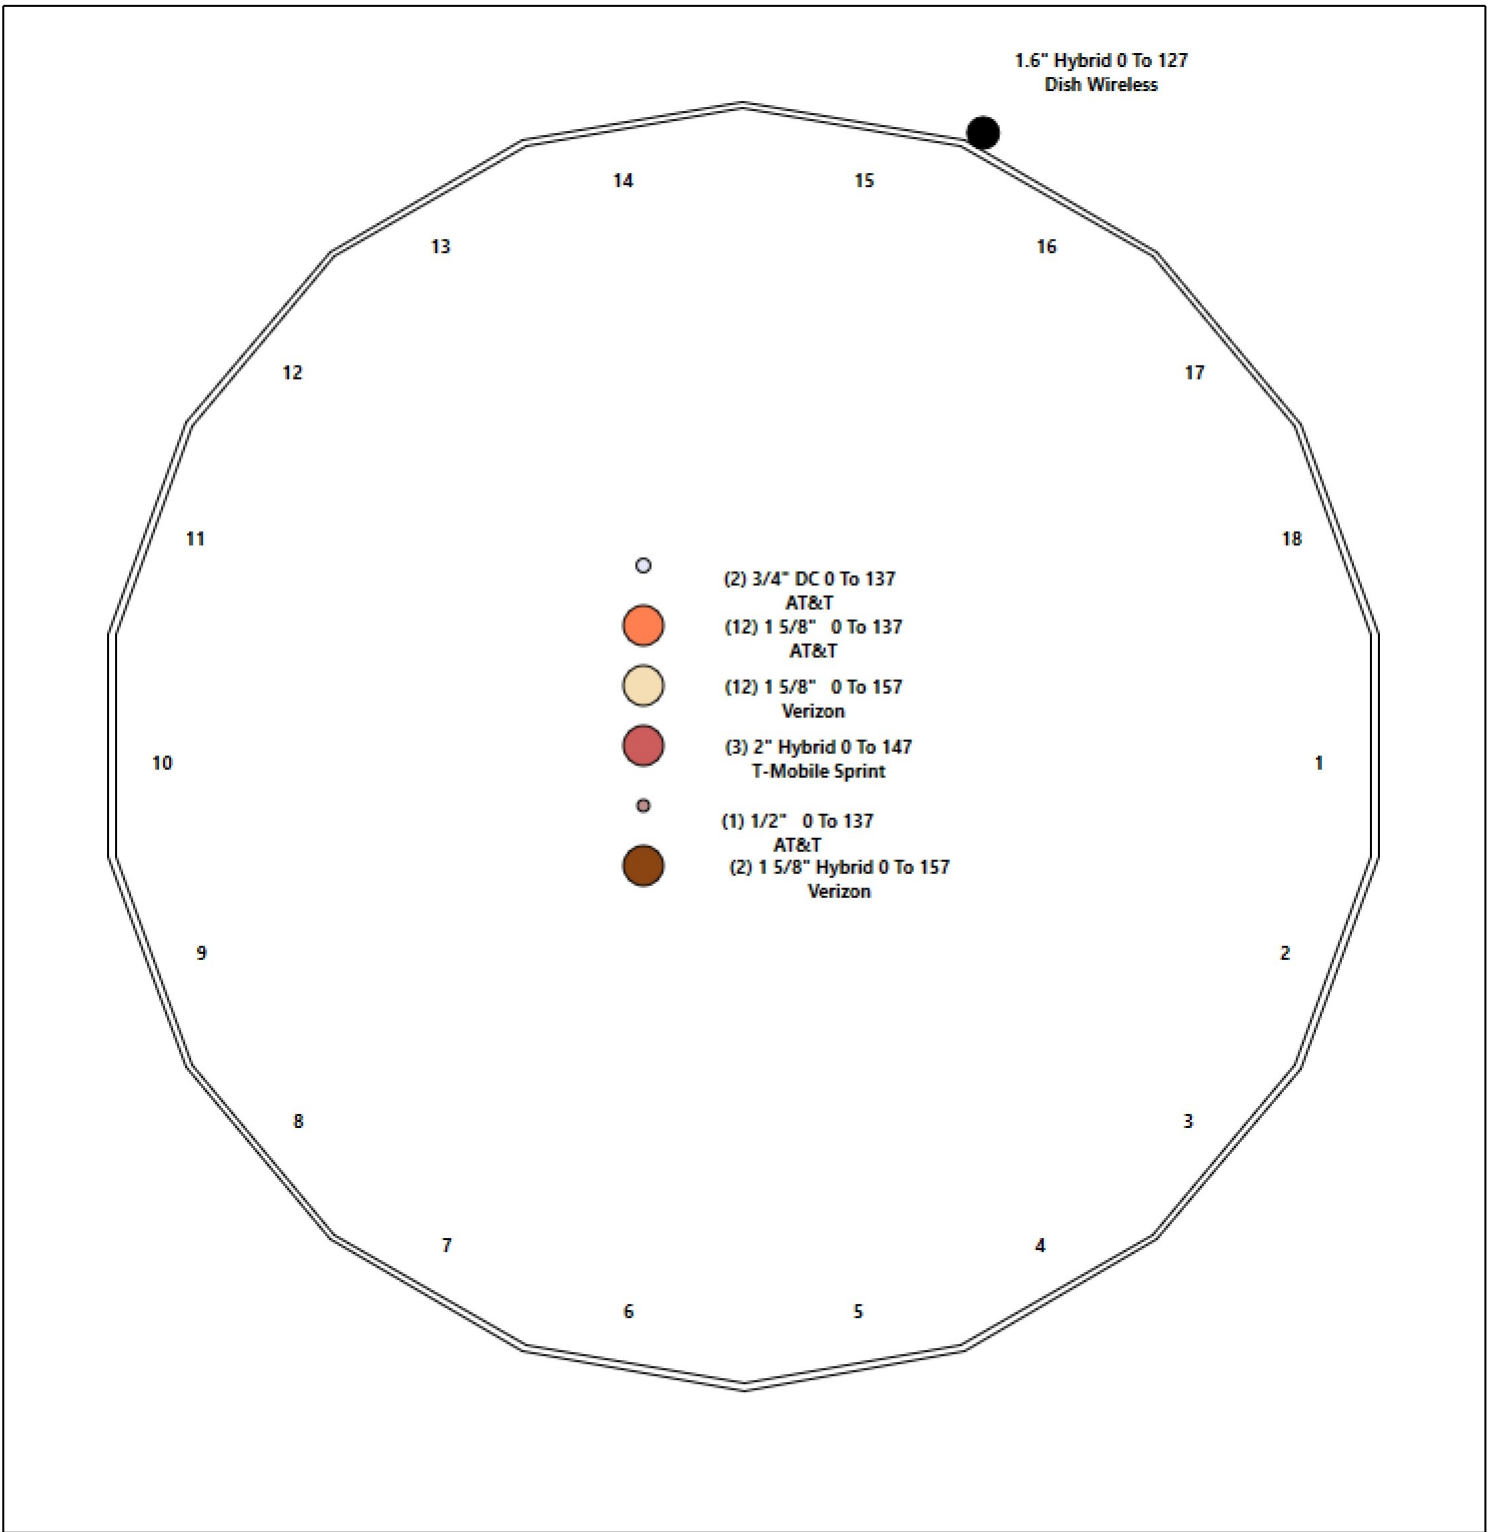 1.6" Hybrid 0 To 127
Dish Wireless
14
15
13
16
12
17
11
18
(2) 3/4" DC 0 To 137
AT&T
(12) 1 5/8"   0 To 137
AT&T
(12) 1 5/8"   0 To 157
Verizon
(3) 2" Hybrid 0 To 147
T-Mobile Sprint
10
1
(1) 1/2"   0 To 137
AT&T
(2) 1 5/8" Hybrid 0 To 157
Verizon
9
2
8
3
7
4
6
5